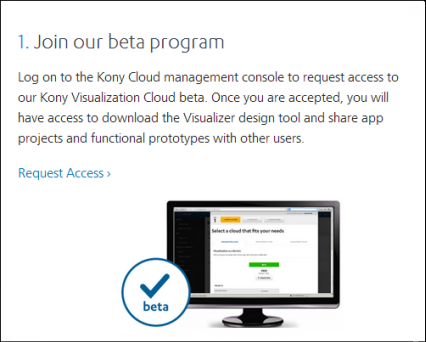 1. Join our beta program
Log on to the Kony Cloud management console to request access to
our Kony Visualization Cloud beta. Once you are accepted, you will
have access to download the Visualizer design tool and share app
projects and functional prototypes with other users.
Request Access ›
Select a cloud that fits your needs
beta